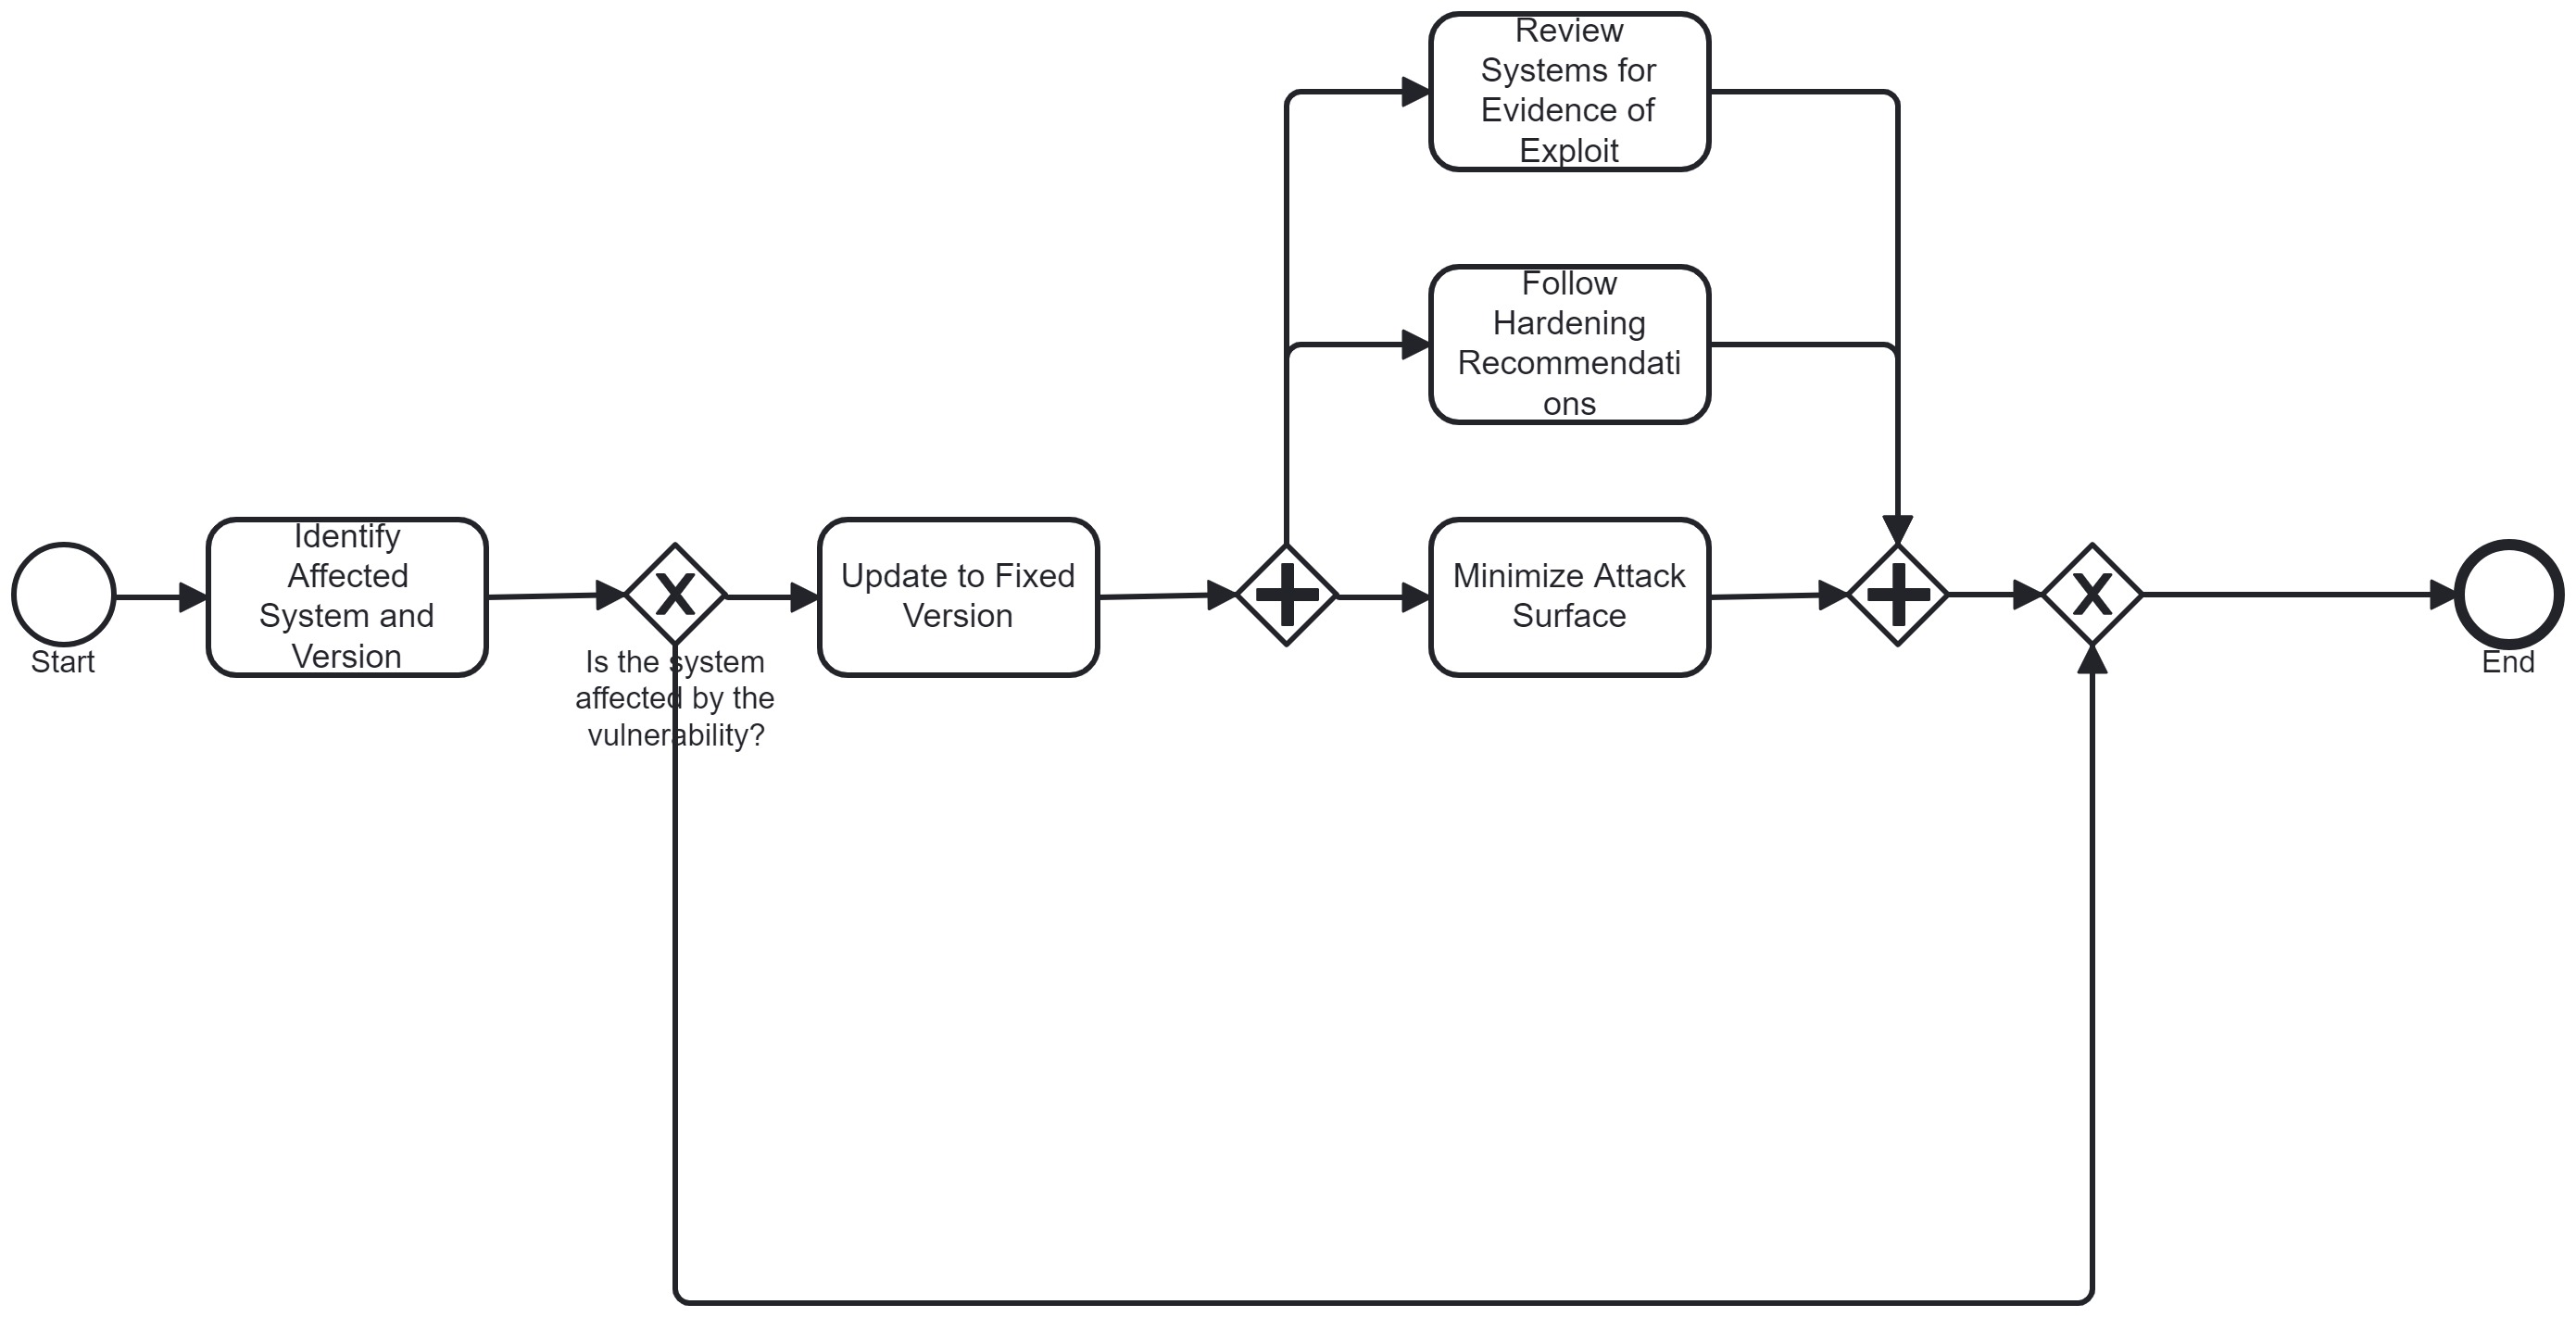 Review
Systems for
Evidence of
Exploit
Follow
Hardening
Recommendati
ons
Start
Identify
Affected
System and
Version
Is the system
affected by the
vulnerability?
Update to Fixed
Version
Minimize Attack
Surface
End